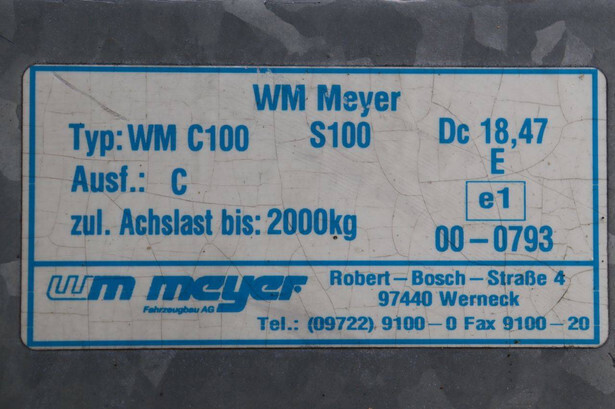 WM Meyer
Typ: WM C100 S100 Dc 18,47
E
Ausf.: C
e1
zul. Achslast bis: 2000kg
00-0793
wm meyer
Fahrzeugbau AG
Robert-Bosch-Straße 4
97440 Werneck
Tel.: (09722) 9100-0 Fax 9100-20